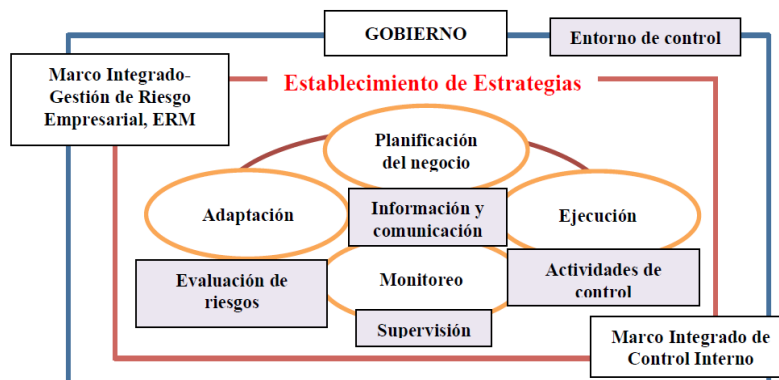 GOBIERNO
Entorno de control
Marco Integrado-
Gestión de Riesgo
Empresarial, ERM
Establecimiento de Estrategias
Planificación
del negocio
Adaptación
Información y
comunicación
Ejecución
Evaluación de
riesgos
Monitoreo
Actividades de
control
Supervisión
Marco Integrado de
Control Interno